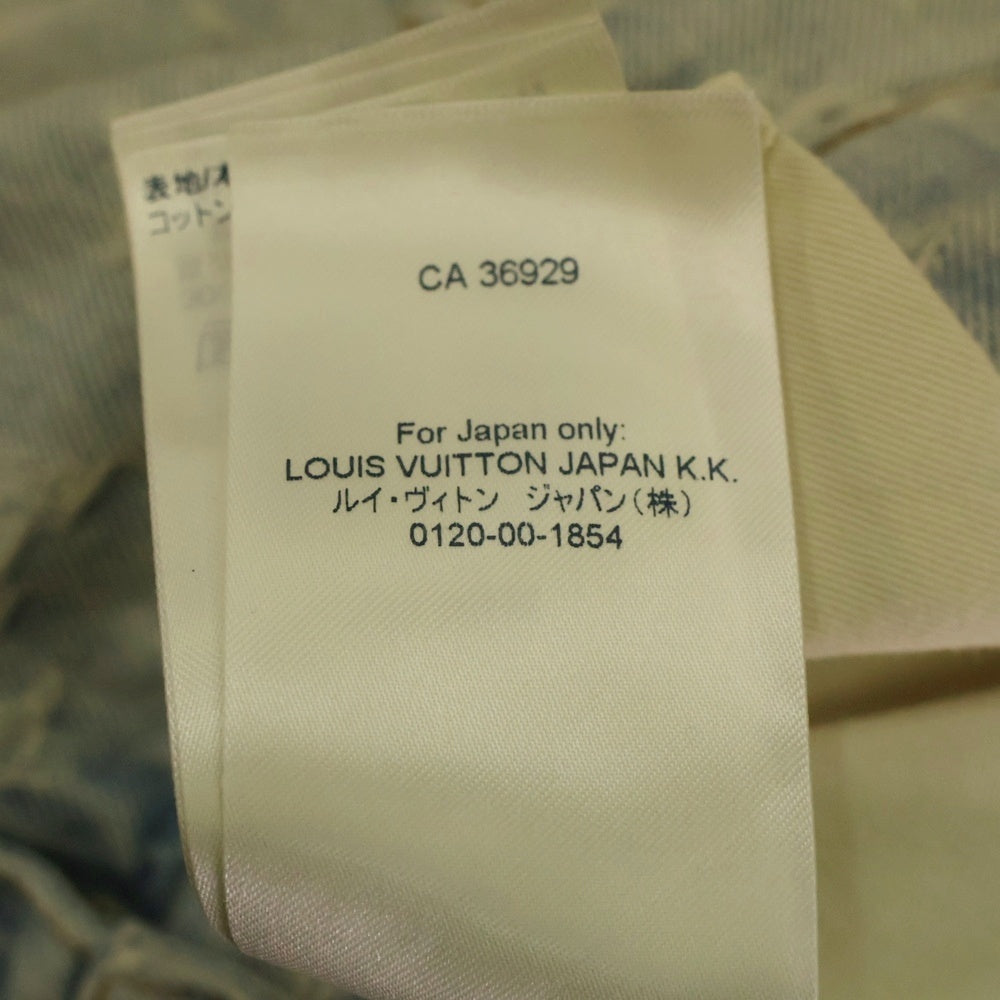 表地/
コットン
CA 36929
For Japan only:
LOUIS VUITTON JAPAN K.K.
ルイ・ヴィトン ジャパン(株)
0120-00-1854